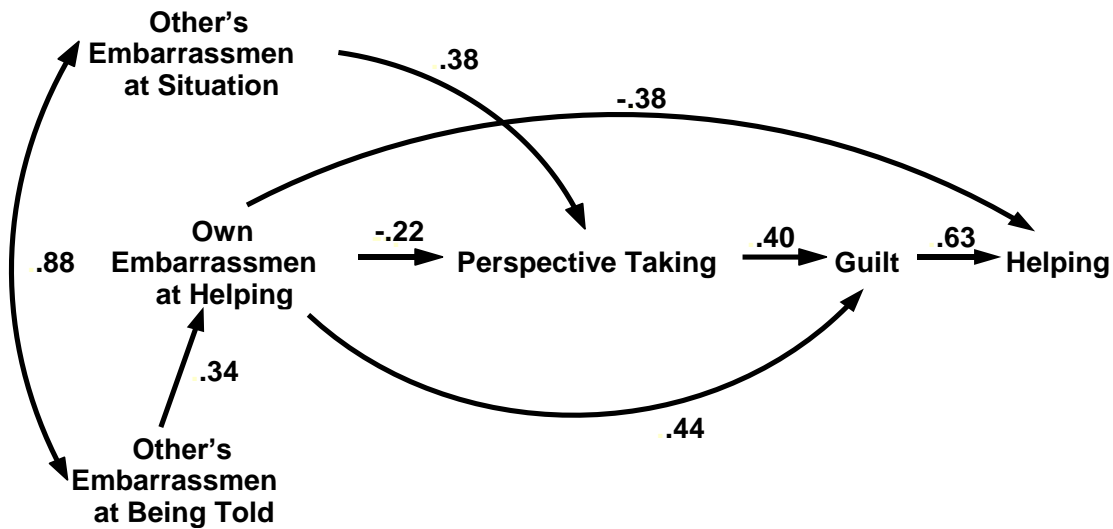 Other's
Embarrassmen
at Situation
.38
-.38
.88
Own
Embarrassmen
at Helping
-.22
Perspective Taking
.40
Guilt
.63
Helping
.34
.44
Other's
Embarrassmen
at Being Told